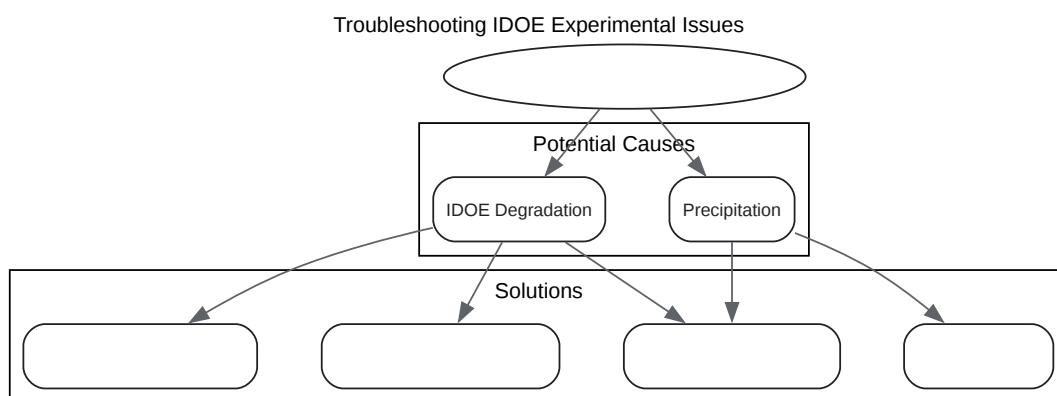 Troubleshooting IDOE Experimental Issues
Potential Causes
IDOE Degradation
Precipitation
Solutions